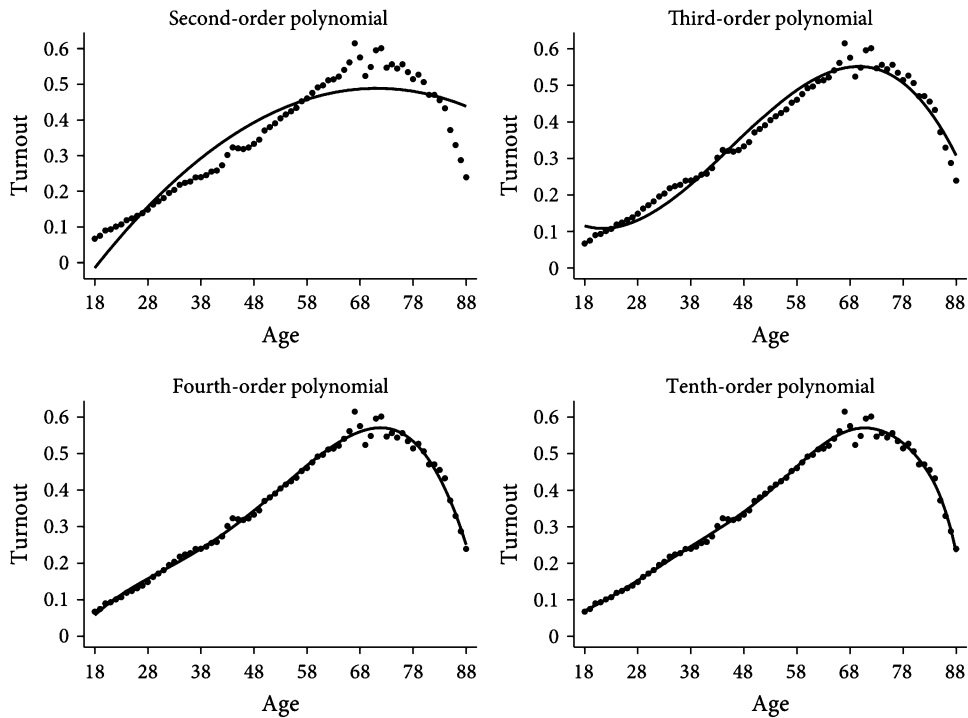 Second-order polynomial
Third-order polynomial
Turnout
0.6
0.5
0.4
0.3
0.2
0.1
0
18 28 38 48 58 68 78 88
Age
Turnout
0.6
0.5
0.4
0.3
0.2
0.1
0
18 28 38 48 58 68 78 88
Age
Fourth-order polynomial
Tenth-order polynomial
Turnout
0.6
0.5
0.4
0.3
0.2
0.1
0
18 28 38 48 58 68 78 88
Age
Turnout
0.6
0.5
0.4
0.3
0.2
0.1
0
18 28 38 48 58 68 78 88
Age